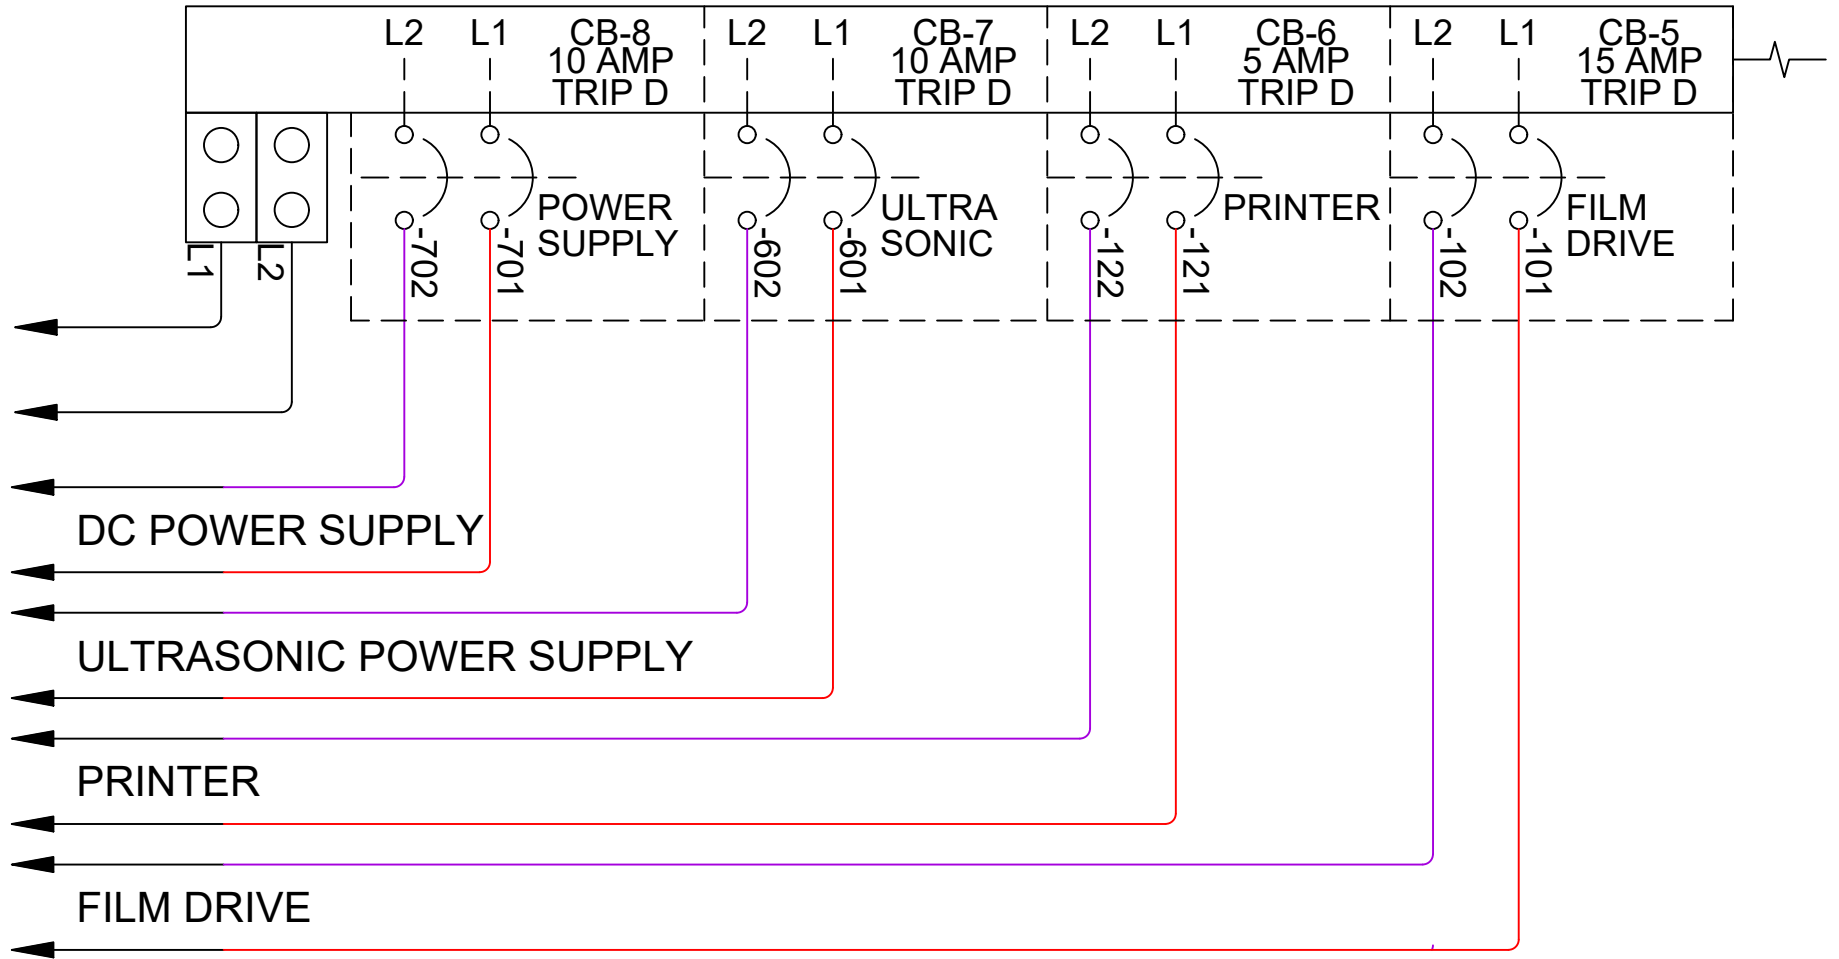 L2 L1 CB-8 L2 L1 CB-7 L2 L1 CB-6 L2 L1 CB-5
10 AMP 10 AMP 5 AMP 15 AMP
TRIP D TRIP D TRIP D TRIP D
POWER ULTRA PRINTER FILM
SUPPLY SONIC DRIVE
L1 L2 -702 -701 -602 -601 -122 -121 -102 -101
DC POWER SUPPLY
ULTRASONIC POWER SUPPLY
PRINTER
FILM DRIVE